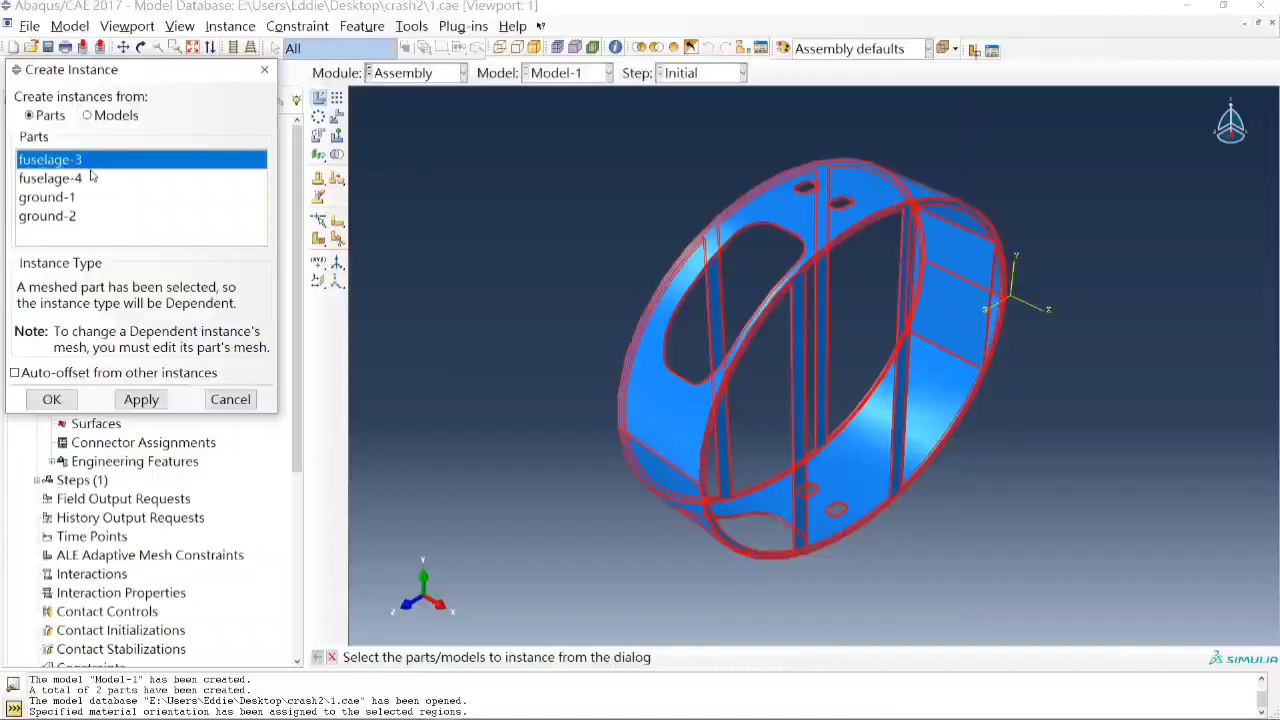 Abaqus/CAE 2017 - Model Database: E:\Users\Eddie\Desktop\crash2\1.cae [Viewport: 1]
File Model Viewport View Instance Constraint Feature Tools Plug-ins Help
All
Assembly defaults
Create Instance
Module: Assembly Model: Model-1 Step: Initial
Create instances from:
Parts Models
Parts
fuselage-3
fuselage-4
ground-1
ground-2
Instance Type
A meshed part has been selected, so
the instance type will be Dependent.
Note: To change a Dependent instance's
mesh, you must edit its part's mesh.
Auto-offset from other instances
OK Apply Cancel
Surfaces
Connector Assignments
Engineering Features
Steps (1)
Field Output Requests
History Output Requests
Time Points
ALE Adaptive Mesh Constraints
Interactions
Interaction Properties
Contact Controls
Contact Initializations
Contact Stabilizations
Y
Z
Y
Z
X
Select the parts/models to instance from the dialog
SIMULIA
The model "Model-1" has been created.
A total of 2 parts have been created.
The model database "E:\Users\Eddie\Desktop\crash2\1.cae" has been opened.
Specified material orientation has been assigned to the selected regions.